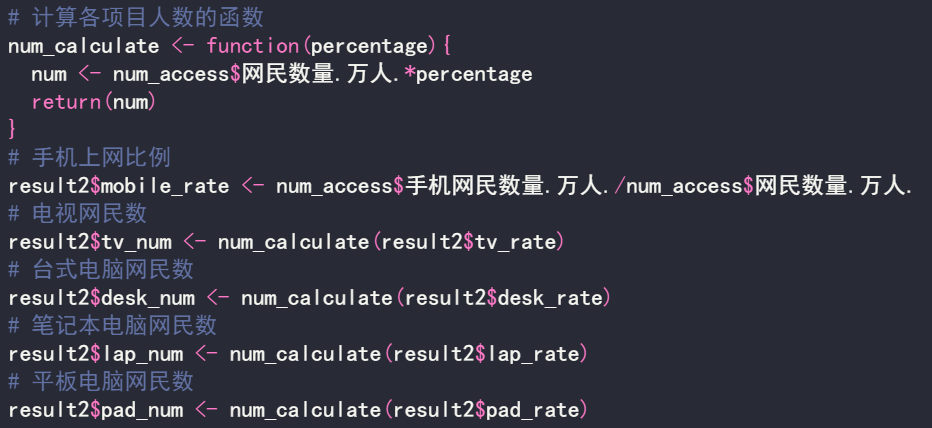 # 计算各项目人数的函数
num_calculate <- function(percentage){
  num <- num_access$网民数量.万人.*percentage
  return(num)
}
# 手机上网比例
result2$mobile_rate <- num_access$手机网民数量.万人./num_access$网民数量.万人.
# 电视网民数
result2$tv_num <- num_calculate(result2$tv_rate)
# 台式电脑网民数
result2$desk_num <- num_calculate(result2$desk_rate)
# 笔记本电脑网民数
result2$lap_num <- num_calculate(result2$lap_rate)
# 平板电脑网民数
result2$pad_num <- num_calculate(result2$pad_rate)